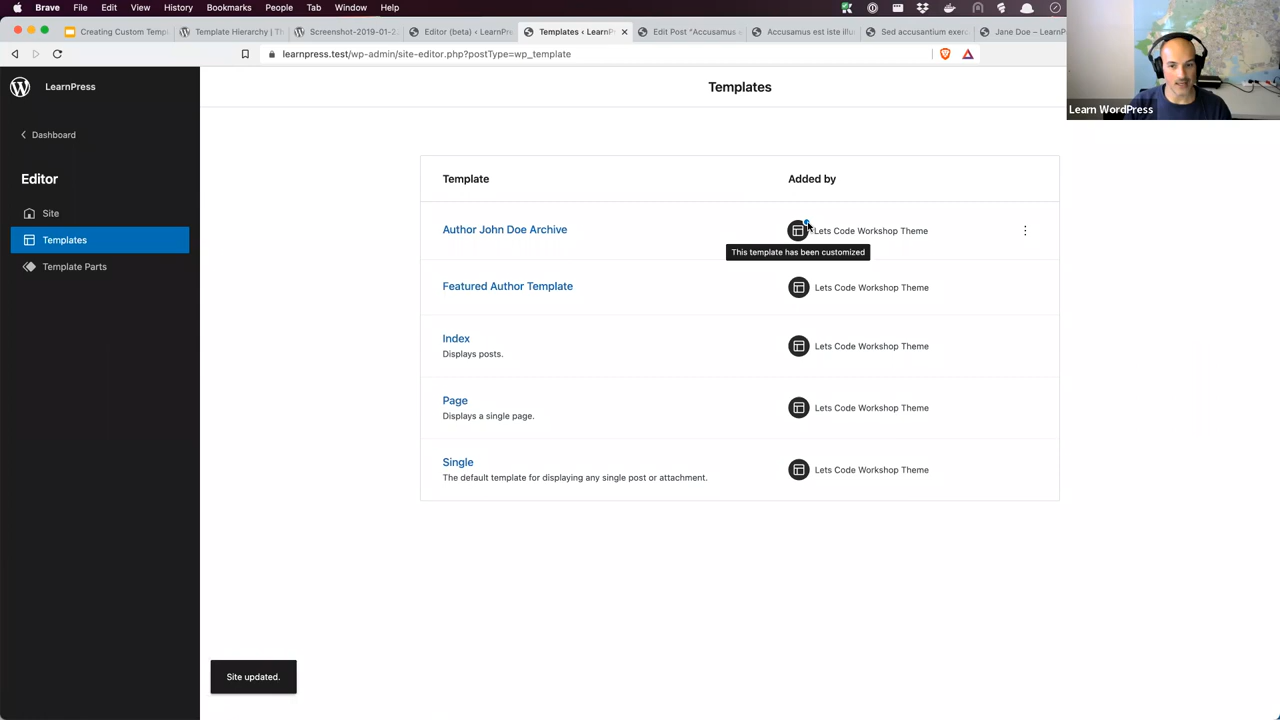 Browser File Edit View History Bookmarks People Tab Window Help
Creating Custom Templ
Template Hierarchy | Th
Screenshot-2019-01-2
Editor (beta) ‹ LearnPre
Templates ‹ LearnP
Edit Post "Accusamus e
Accusamus est iste illu
Sed accusantium exerc
Jane Doe – LearnPr
learnpress.test/wp-admin/site-editor.php?postType=wp_template
Learn WordPress
LearnPress
Templates
Dashboard
Editor
Site
Templates
Template Parts
Template
Added by
Author John Doe Archive
Lets Code Workshop Theme
This template has been customized
Featured Author Template
Lets Code Workshop Theme
Index
Displays posts.
Lets Code Workshop Theme
Page
Displays a single page.
Lets Code Workshop Theme
Single
The default template for displaying any single post or attachment.
Lets Code Workshop Theme
Site updated.